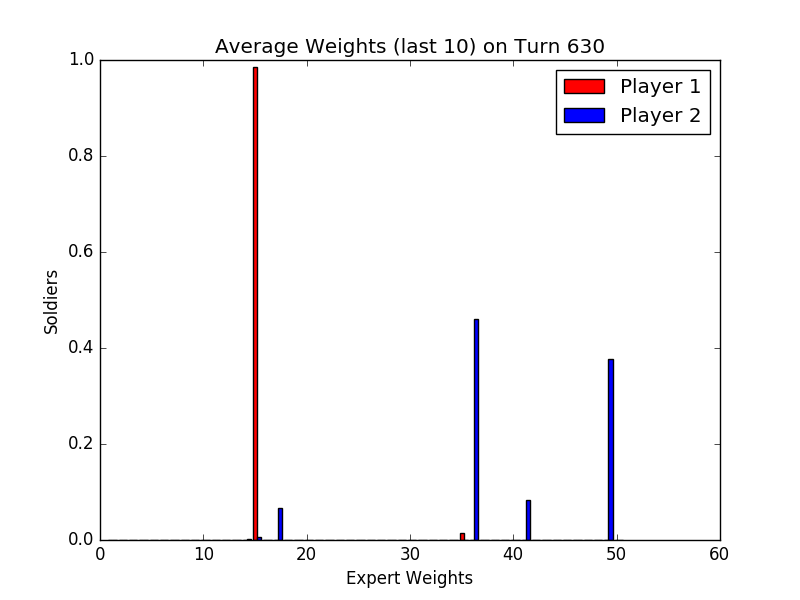 Average Weights (last 10) on Turn 630
1.0
0.8
0.6
0.4
0.2
0.0
Soldiers
Player 1
Player 2
0 10 20 30 40 50 60
Expert Weights